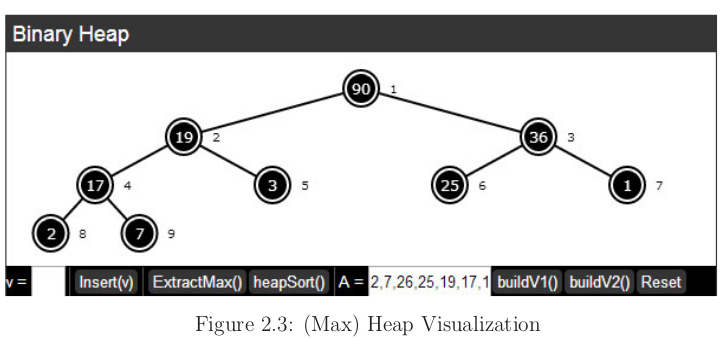 Binary Heap
90 1
19 2 36 3
17 4 3 5 25 6 1 7
2 8 7 9
v = Insert(v) ExtractMax() heapSort() A = 2,7,26,25,19,17,1 buildV1() buildV2() Reset
Figure 2.3: (Max) Heap Visualization